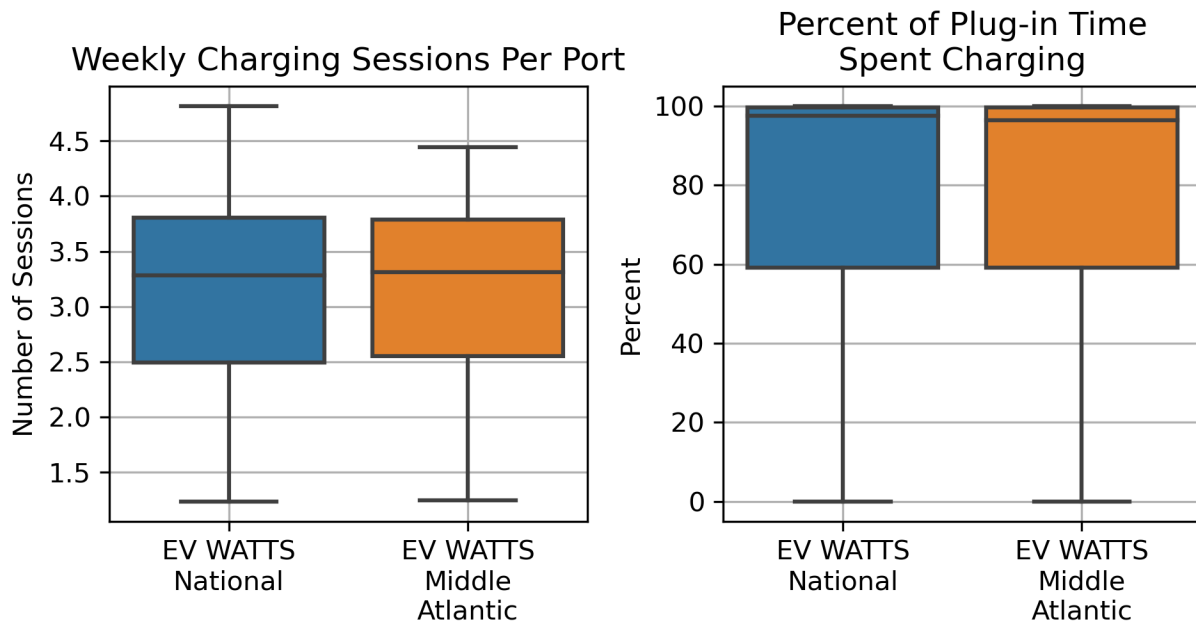 Weekly Charging Sessions Per Port
Number of Sessions
4.5
4.0
3.5
3.0
2.5
2.0
1.5
EV WATTS
National
EV WATTS
Middle
Atlantic
Percent of Plug-in Time
Spent Charging
Percent
100
80
60
40
20
0
EV WATTS
National
EV WATTS
Middle
Atlantic